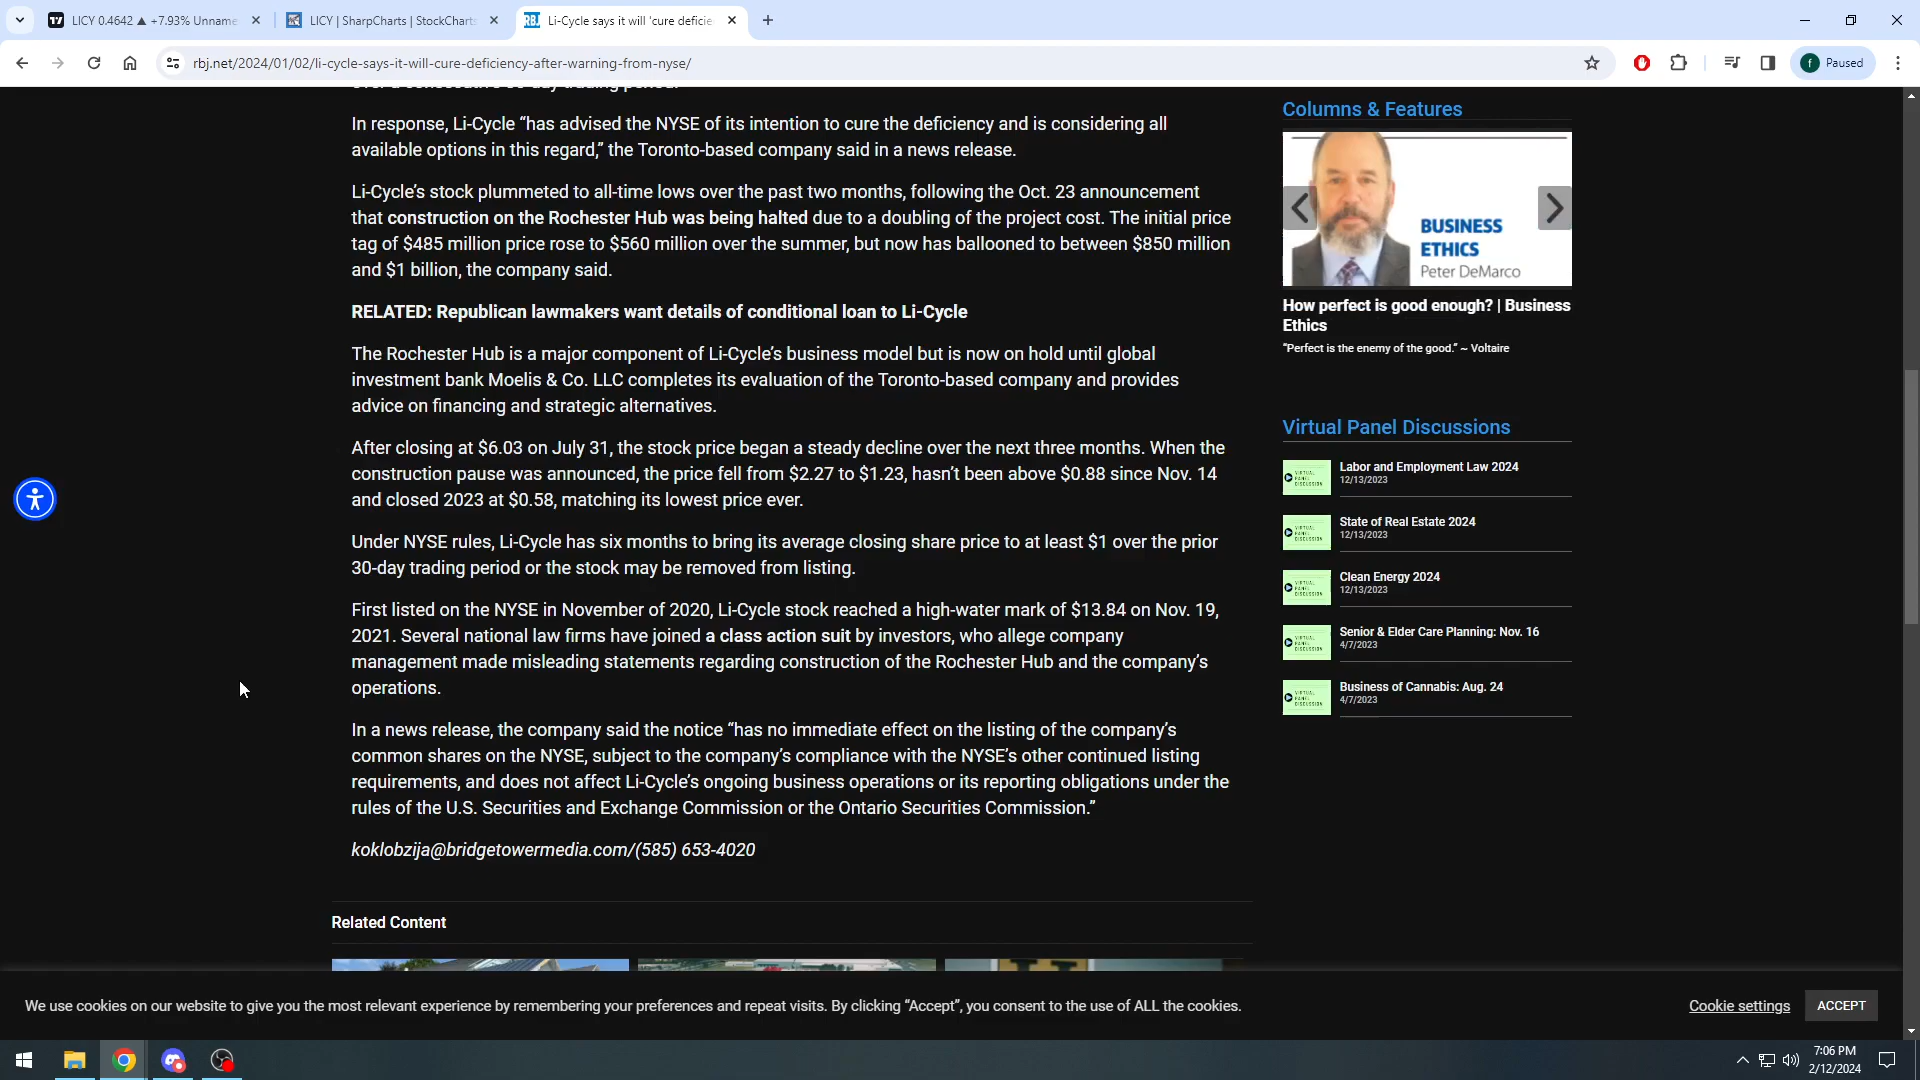 LICY 0.4642 ▲ +7.93% Unname
LICY | SharpCharts | StockCharts
RBJ
Li-Cycle says it will 'cure deficie
rbj.net/2024/01/02/li-cycle-says-it-will-cure-deficiency-after-warning-from-nyse/
f
Paused
In response, Li-Cycle “has advised the NYSE of its intention to cure the deficiency and is considering all
available options in this regard,” the Toronto-based company said in a news release.
Li-Cycle’s stock plummeted to all-time lows over the past two months, following the Oct. 23 announcement
that construction on the Rochester Hub was being halted due to a doubling of the project cost. The initial price
tag of $485 million price rose to $560 million over the summer, but now has ballooned to between $850 million
and $1 billion, the company said.
RELATED: Republican lawmakers want details of conditional loan to Li-Cycle
The Rochester Hub is a major component of Li-Cycle’s business model but is now on hold until global
investment bank Moelis & Co. LLC completes its evaluation of the Toronto-based company and provides
advice on financing and strategic alternatives.
After closing at $6.03 on July 31, the stock price began a steady decline over the next three months. When the
construction pause was announced, the price fell from $2.27 to $1.23, hasn’t been above $0.88 since Nov. 14
and closed 2023 at $0.58, matching its lowest price ever.
Under NYSE rules, Li-Cycle has six months to bring its average closing share price to at least $1 over the prior
30-day trading period or the stock may be removed from listing.
First listed on the NYSE in November of 2020, Li-Cycle stock reached a high-water mark of $13.84 on Nov. 19,
2021. Several national law firms have joined a class action suit by investors, who allege company
management made misleading statements regarding construction of the Rochester Hub and the company’s
operations.
In a news release, the company said the notice “has no immediate effect on the listing of the company’s
common shares on the NYSE, subject to the company’s compliance with the NYSE’s other continued listing
requirements, and does not affect Li-Cycle’s ongoing business operations or its reporting obligations under the
rules of the U.S. Securities and Exchange Commission or the Ontario Securities Commission.”
koklobzija@bridgetowermedia.com/(585) 653-4020
Related Content
Columns & Features
BUSINESS
ETHICS
Peter DeMarco
How perfect is good enough? | Business
Ethics
“Perfect is the enemy of the good.” ~ Voltaire
Virtual Panel Discussions
Labor and Employment Law 2024
12/13/2023
State of Real Estate 2024
12/13/2023
Clean Energy 2024
12/13/2023
Senior & Elder Care Planning: Nov. 16
4/7/2023
Business of Cannabis: Aug. 24
4/7/2023
We use cookies on our website to give you the most relevant experience by remembering your preferences and repeat visits. By clicking “Accept”, you consent to the use of ALL the cookies.
Cookie settings
ACCEPT
7:06 PM
2/12/2024